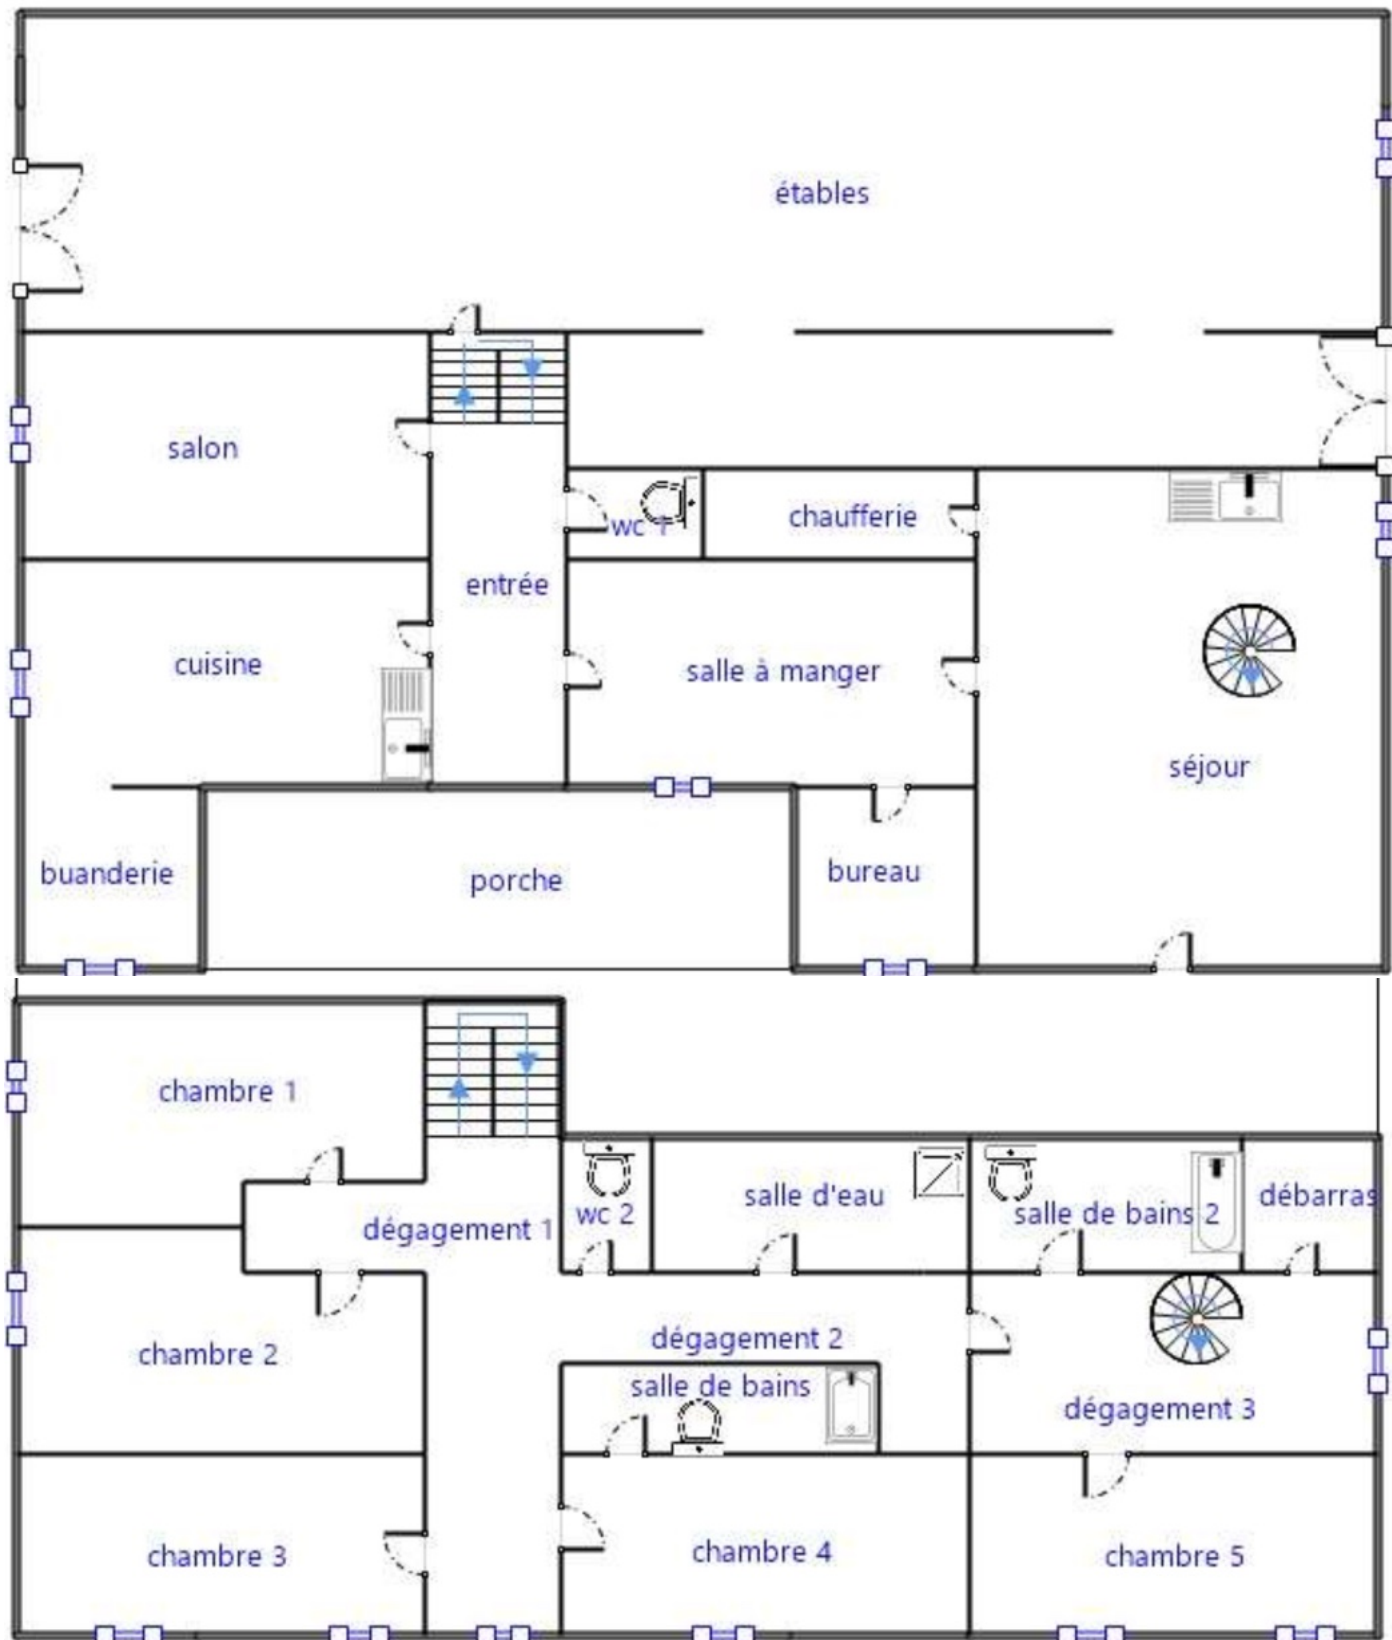 étables
salon
wc 1
chaufferie
entrée
cuisine
salle à manger
séjour
buanderie
porche
bureau
chambre 1
dégagement 1
wc 2
salle d'eau
salle de bains 2
débarras
chambre 2
dégagement 2
salle de bains
dégagement 3
chambre 3
chambre 4
chambre 5